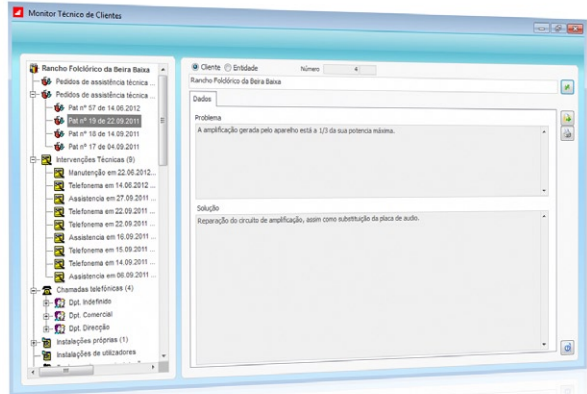 Monitor Técnico de Clientes
Rancho Folclórico da Beira Baixa
Pedidos de assistência técnica ...
Pedidos de assistência técnica ...
Pat nº 57 de 14.06.2012
Pat nº 19 de 22.09.2011
Pat nº 18 de 14.09.2011
Pat nº 17 de 04.09.2011
Intervenções Técnicas (9)
Manutenção em 22.06.2012...
Telefonema em 14.06.2012 ...
Assistencia em 27.09.2011 ...
Telefonema em 22.09.2011 ...
Telefonema em 22.09.2011 ...
Assistencia em 16.09.2011 ...
Telefonema em 15.09.2011 ...
Telefonema em 14.09.2011 ...
Assistencia em 06.09.2011 ...
Chamadas telefónicas (4)
Dpt. Indefinido
Dpt. Comercial
Dpt. Direcção
Instalações próprias (1)
Instalações de utilizadores
Cliente Entidade Número 4
Rancho Folclórico da Beira Baixa
Dados
Problema
A amplificação gerada pelo aparelho está a 1/3 da sua potencia máxima.
Solução
Reparação do circuito de amplificação, assim como substituição da placa de audio.